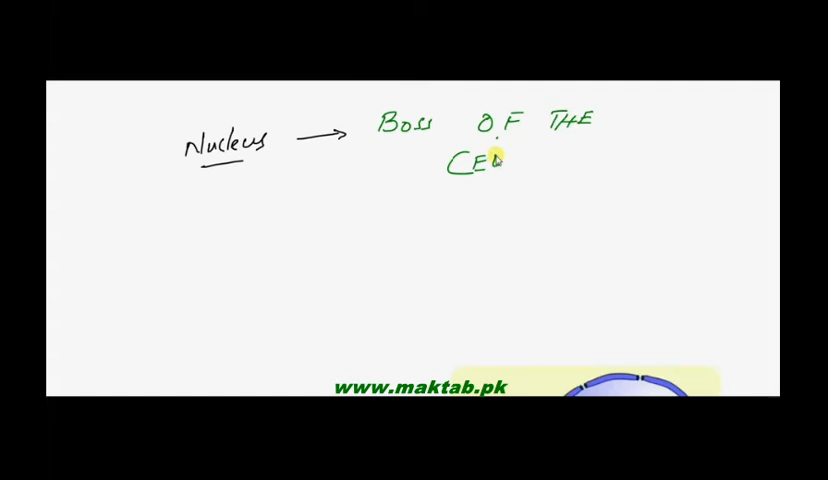 Nucleus → Boss OF THE
CE
www.maktab.pk